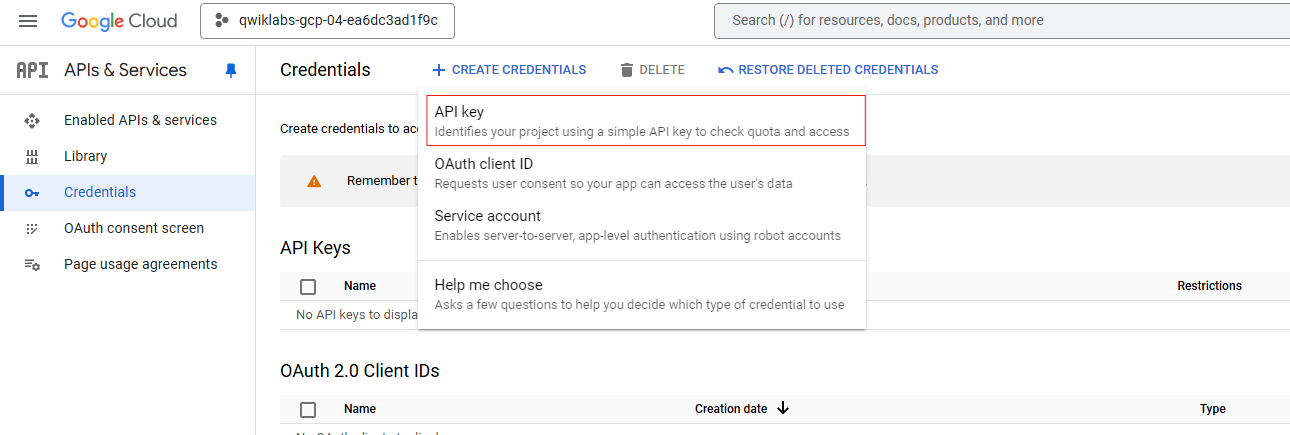 Google Cloud
qwiklabs-gcp-04-ea6dc3ad1f9c
Search (/) for resources, docs, products, and more
API APIs & Services
Credentials
CREATE CREDENTIALS
DELETE
RESTORE DELETED CREDENTIALS
Enabled APIs & services
Library
Credentials
OAuth consent screen
Page usage agreements
Create credentials to
API key
Identifies your project using a simple API key to check quota and access
Remember
OAuth client ID
Requests user consent so your app can access the user's data
Service account
Enables server-to-server, app-level authentication using robot accounts
Help me choose
Asks a few questions to help you decide which type of credential to use
API Keys
Name
Restrictions
No API keys to displa
OAuth 2.0 Client IDs
Name
Creation date
Type